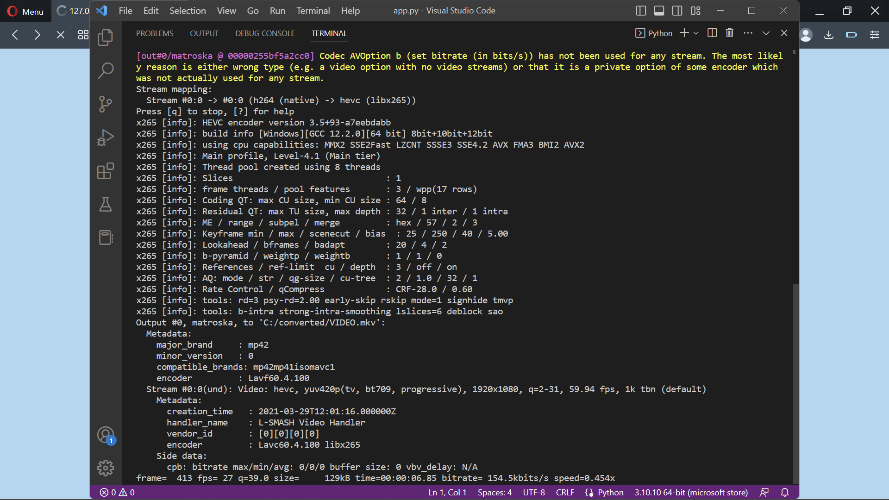 Menu
127.0
File Edit Selection View Go Run Terminal Help
app.py - Visual Studio Code
PROBLEMS OUTPUT DEBUG CONSOLE TERMINAL
Python
[out#0/matroska @ 00000255bf5a2cc0] Codec AVOption b (set bitrate (in bits/s)) has not been used for any stream. The most likel
y reason is either wrong type (e.g. a video option with no video streams) or that it is a private option of some encoder which
was not actually used for any stream.
Stream mapping:
Stream #0:0 -> #0:0 (h264 (native) -> hevc (libx265))
Press [q] to stop, [?] for help
x265 [info]: HEVC encoder version 3.5+93-a7eebdabb
x265 [info]: build info [Windows][GCC 12.2.0][64 bit] 8bit+10bit+12bit
x265 [info]: using cpu capabilities: MMX2 SSE2Fast LZCNT SSSE3 SSE4.2 AVX FMA3 BMI2 AVX2
x265 [info]: Main profile, Level-4.1 (Main tier)
x265 [info]: Thread pool created using 8 threads
x265 [info]: Slices : 1
x265 [info]: frame threads / pool features : 3 / wpp(17 rows)
x265 [info]: Coding QT: max CU size, min CU size : 64 / 8
x265 [info]: Residual QT: max TU size, max depth : 32 / 1 inter / 1 intra
x265 [info]: ME / range / subpel / merge : hex / 57 / 2 / 3
x265 [info]: Keyframe min / max / scenecut / bias : 25 / 250 / 40 / 5.00
x265 [info]: Lookahead / bframes / badapt : 20 / 4 / 2
x265 [info]: b-pyramid / weightp / weightb : 1 / 1 / 0
x265 [info]: References / ref-limit cu / depth : 3 / off / on
x265 [info]: AQ: mode / str / qg-size / cu-tree : 2 / 1.0 / 32 / 1
x265 [info]: Rate Control / qCompress : CRF-28.0 / 0.60
x265 [info]: tools: rd=3 psy-rd=2.00 early-skip rskip mode=1 signhide tmvp
x265 [info]: tools: b-intra strong-intra-smoothing lslices=6 deblock sao
Output #0, matroska, to 'C:/converted/VIDEO.mkv':
Metadata:
major_brand : mp42
minor_version : 0
compatible_brands: mp42mp41isomavc1
encoder : Lavf60.4.100
Stream #0:0(und): Video: hevc, yuv420p(tv, bt709, progressive), 1920x1080, q=2-31, 59.94 fps, 1k tbn (default)
Metadata:
creation_time : 2021-03-29T12:01:16.000000Z
handler_name : L-SMASH Video Handler
vendor_id : [0][0][0][0]
encoder : Lavc60.4.100 libx265
Side data:
cpb: bitrate max/min/avg: 0/0/0 buffer size: 0 vbv_delay: N/A
frame= 413 fps= 27 q=39.0 size= 129kB time=00:00:06.85 bitrate= 154.5kbits/s speed=0.454x
1
0 0 Ln 1, Col 1 Spaces: 4 UTF-8 CRLF Python 3.10.10 64-bit (microsoft store)